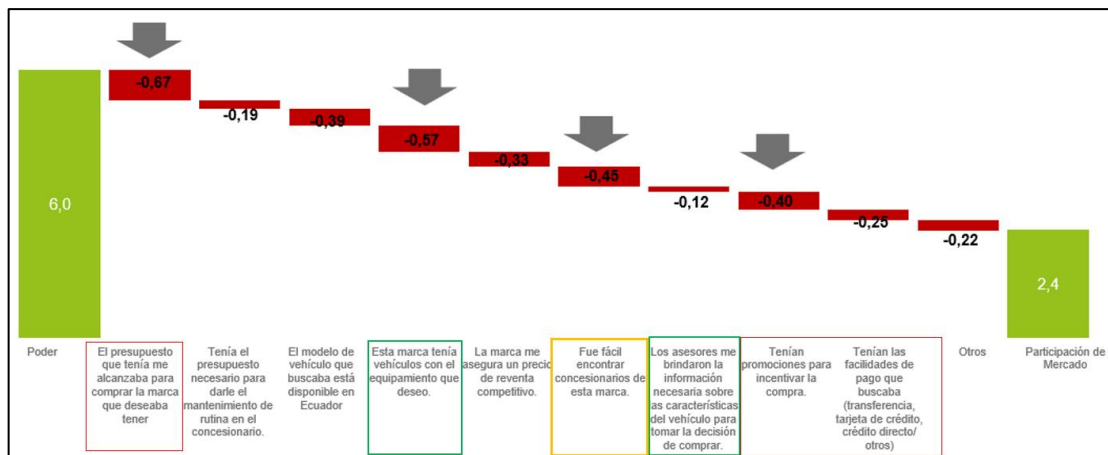 -0,67
-0,19
-0,39
-0,57
-0,33
-0,45
-0,12
-0,40
-0,25
-0,22
6,0
2,4
Poder
El presupuesto
que tenía me
alcanzaba para
comprar la marca
que deseaba
tener
Tenía el
presupuesto
necesario para
darle el
mantenimiento de
rutina en el
concesionario.
El modelo de
vehículo que
buscaba está
disponible en
Ecuador
Esta marca tenía
vehículos con el
equipamiento que
deseo.
La marca me
asegura un precio
de reventa
competitivo.
Fue fácil
encontrar
concesionarios de
esta marca.
Los asesores me
brindaron la
información
necesaria sobre
as características
del vehículo para
tomar la decisión
de comprar.
Tenían
promociones para
incentivar la
compra.
Tenían las
facilidades de
pago que
buscaba
(transferencia,
tarjeta de crédito,
crédito directo/
otros)
Otros
Participación de
Mercado